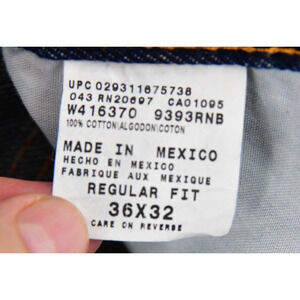 UPC 029311675738
043 RN20697 CA01095
W416370 9393RNB
100% COTTON|ALGODON|COTON
MADE IN MEXICO
HECHO EN MEXICO
FABRIQUE AUX MEXIQUE
REGULAR FIT
36X32
CARE ON REVERSE